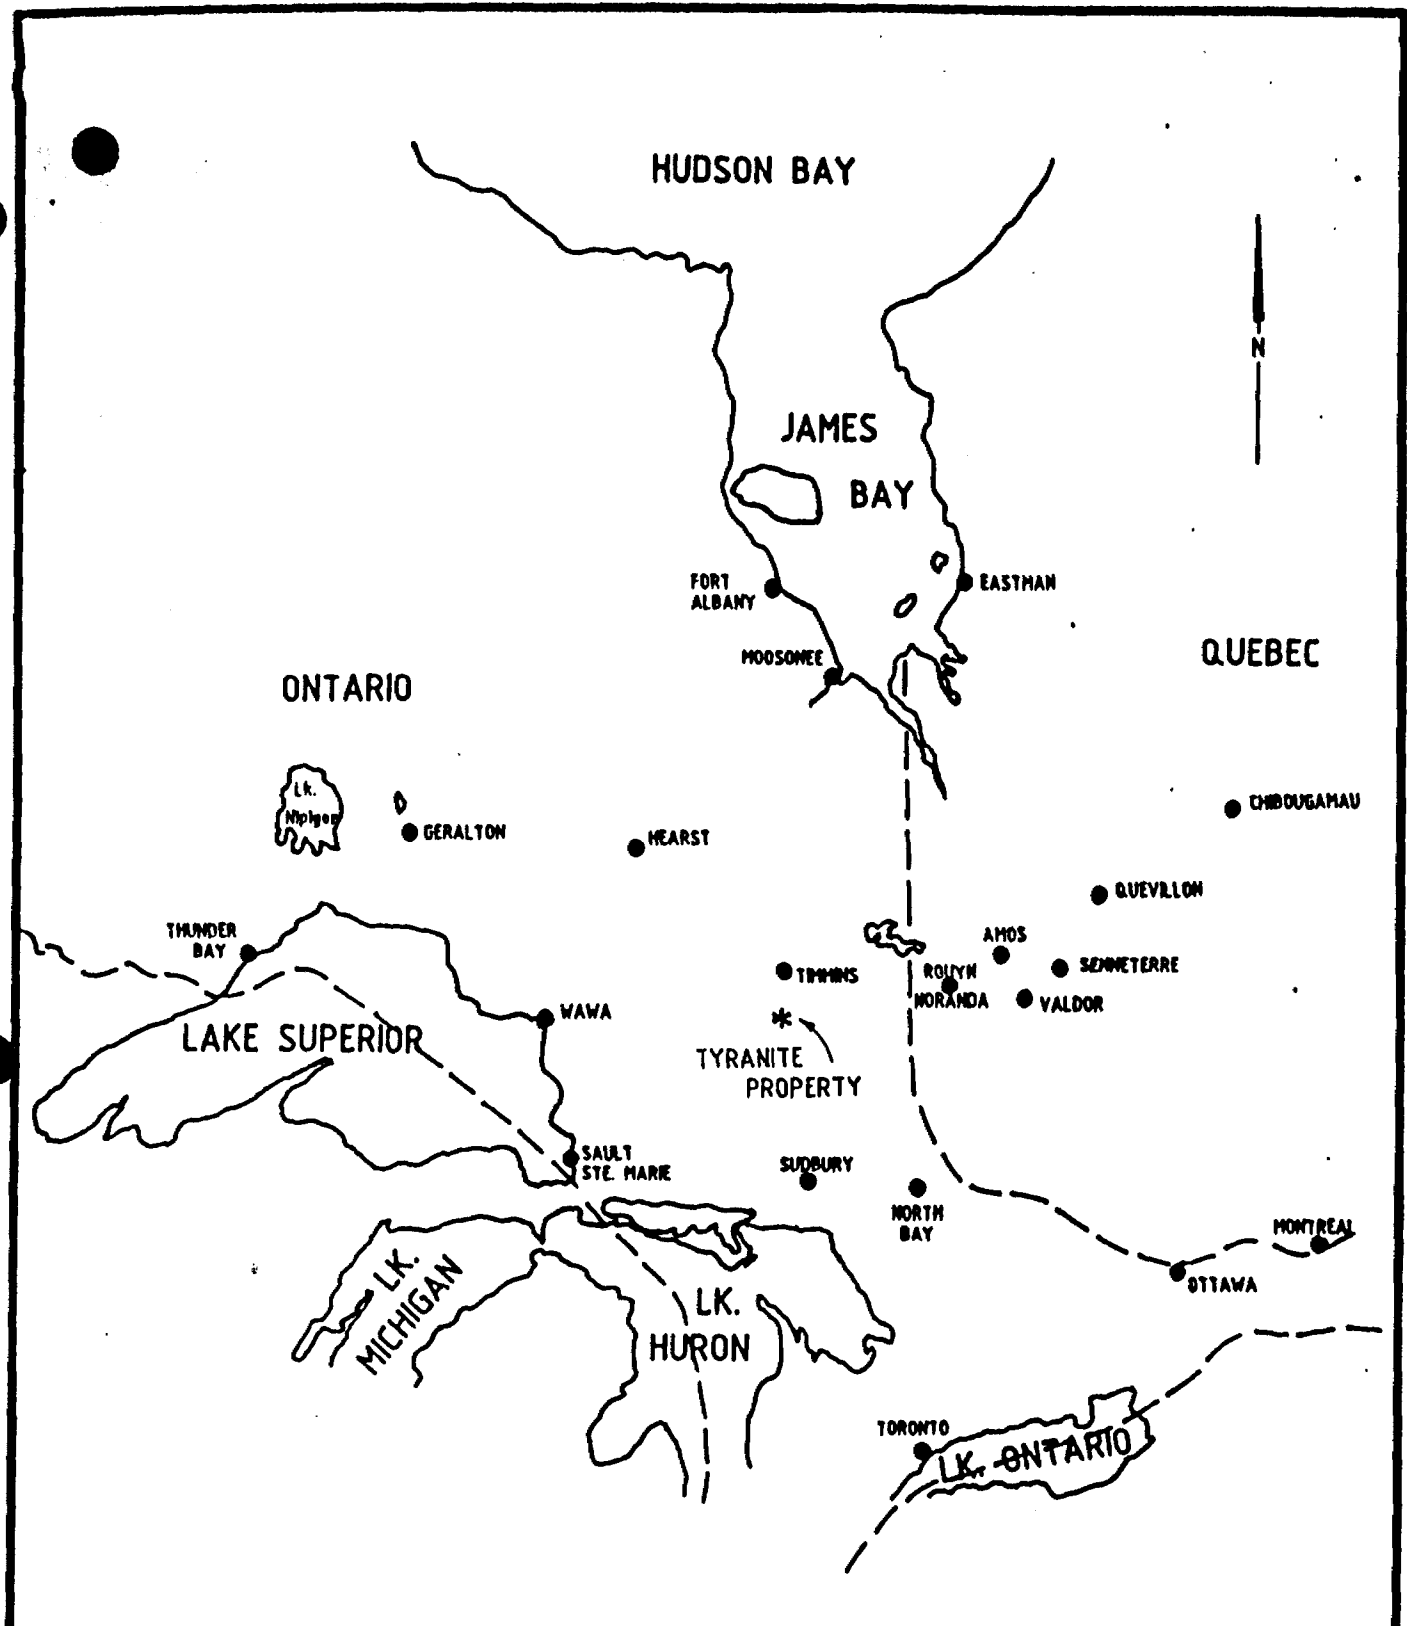 HUDSON BAY
N
JAMES
BAY
FORT
ALBANY
EASTMAN
MOOSONEE
QUEBEC
ONTARIO
Lk.
Nipigon
GERALTON
HEARST
CHIBOUGAMAU
QUEVILLON
THUNDER
BAY
AMOS
SENNETERRE
TIMMINS
ROUYN
NORANDA
VALDOR
WAWA
LAKE SUPERIOR
TYRANITE
PROPERTY
SAULT
STE. MARIE
SUDBURY
NORTH
BAY
MONTREAL
OTTAWA
LK.
MICHIGAN
LK.
HURON
TORONTO
LK. ONTARIO